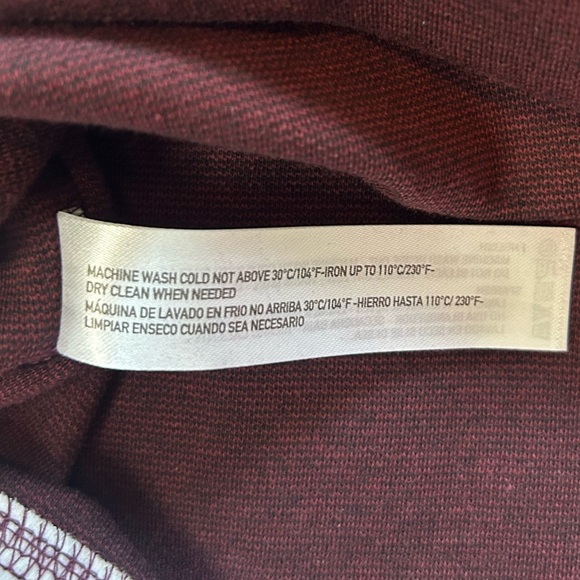 MACHINE WASH COLD NOT ABOVE 30°C/104°F-IRON UP TO 110°C/230°F-
DRY CLEAN WHEN NEEDED
MÁQUINA DE LAVADO EN FRIO NO ARRIBA 30°C/104°F -HIERRO HASTA 110°C/ 230°F-
LIMPIAR ENSECO CUANDO SEA NECESARIO